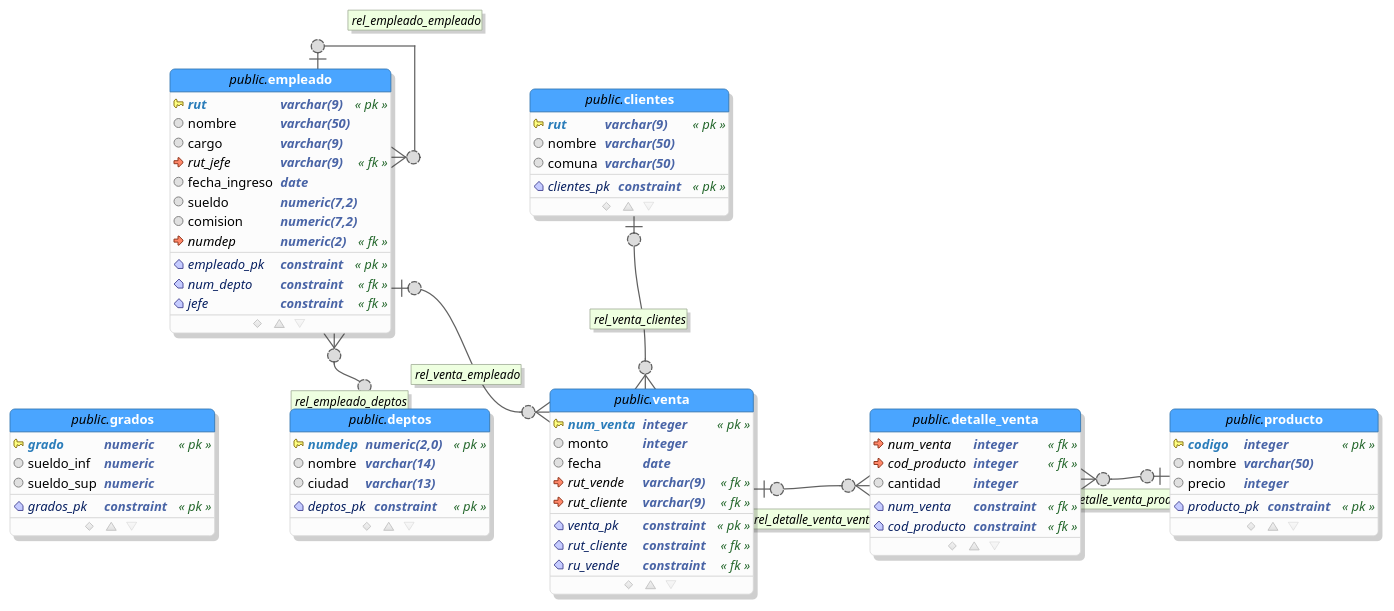 rel_empleado_empleado
public.empleado
rut varchar(9) « pk »
nombre varchar(50)
cargo varchar(9)
rut_jefe varchar(9) « fk »
fecha_ingreso date
sueldo numeric(7,2)
comision numeric(7,2)
numdep numeric(2) « fk »
empleado_pk constraint « pk »
num_depto constraint « fk »
jefe constraint « fk »
public.clientes
rut varchar(9) « pk »
nombre varchar(50)
comuna varchar(50)
clientes_pk constraint « pk »
rel_venta_clientes
rel_venta_empleado
rel_empleado_deptos
public.grados
grado numeric « pk »
sueldo_inf numeric
sueldo_sup numeric
grados_pk constraint « pk »
public.deptos
numdep numeric(2,0) « pk »
nombre varchar(14)
ciudad varchar(13)
deptos_pk constraint « pk »
public.venta
num_venta integer « pk »
monto integer
fecha date
rut_vende varchar(9) « fk »
rut_cliente varchar(9) « fk »
venta_pk constraint « pk »
rut_cliente constraint « fk »
ru_vende constraint « fk »
rel_detalle_venta_vent
public.detalle_venta
num_venta integer « fk »
cod_producto integer « fk »
cantidad integer
num_venta constraint « fk »
cod_producto constraint « fk »
etalle_venta_prod
public.producto
codigo integer « pk »
nombre varchar(50)
precio integer
producto_pk constraint « pk »